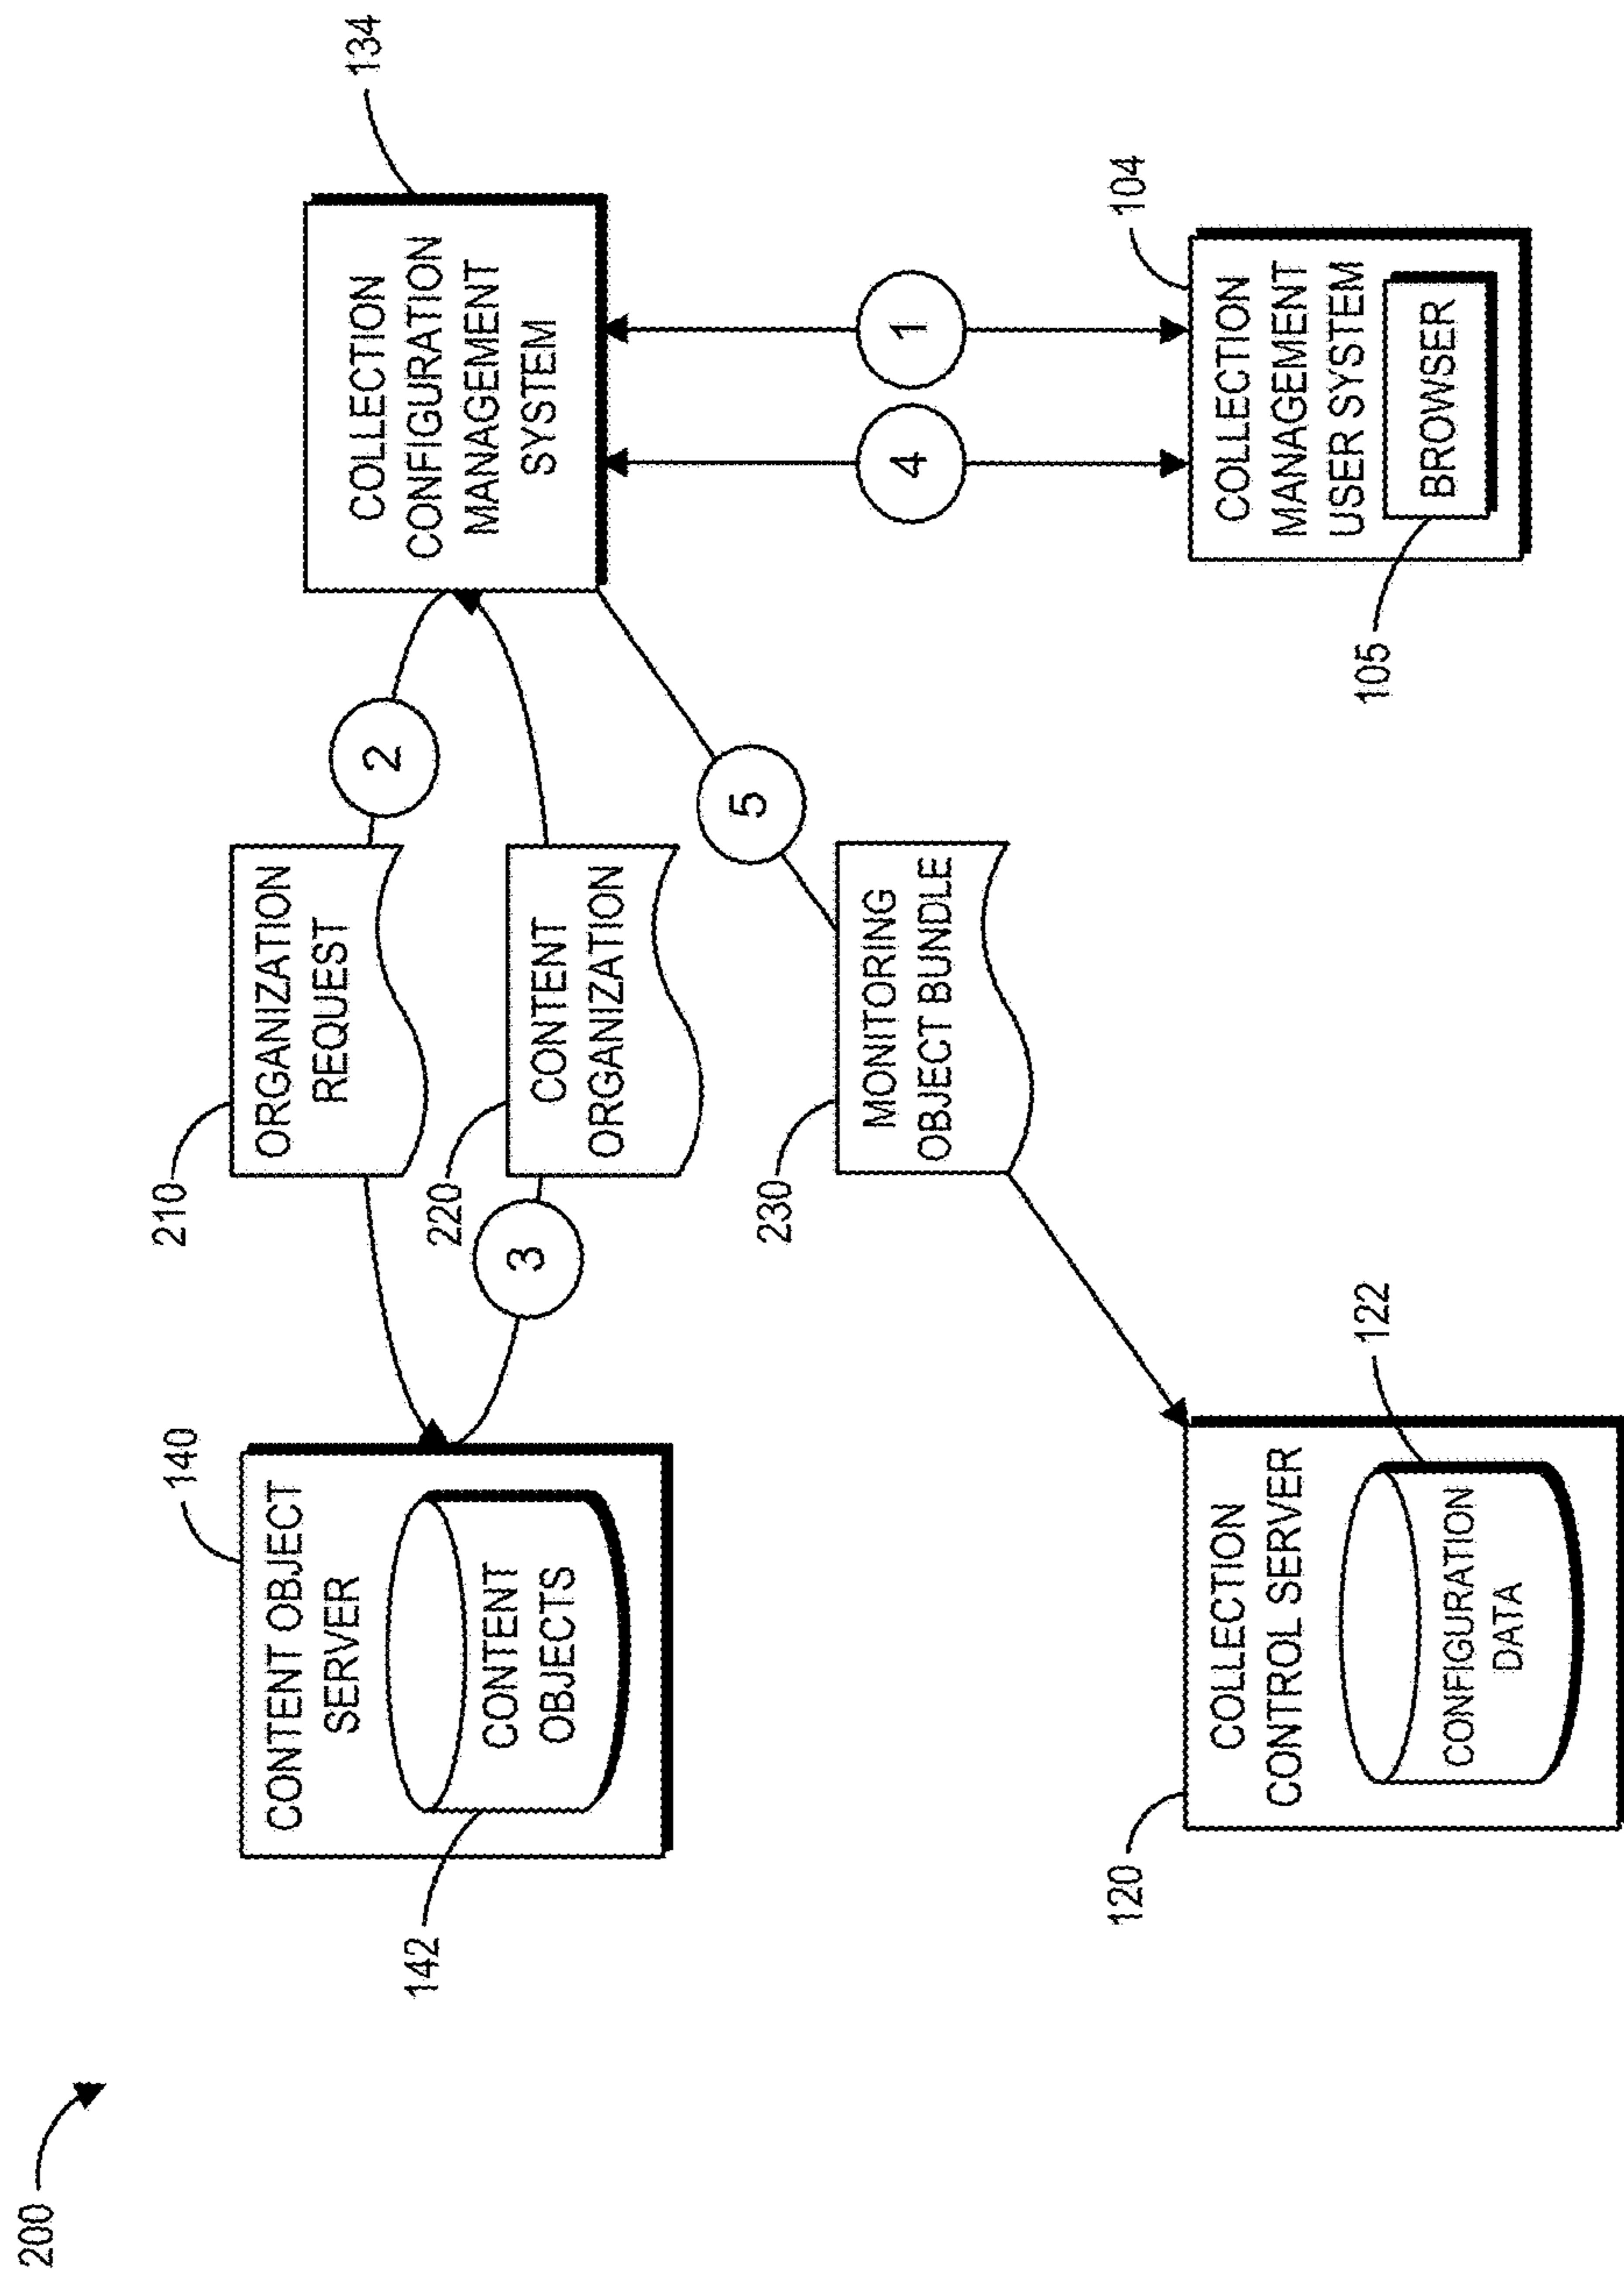 200
140
CONTENT OBJECT
SERVER
CONTENT
OBJECTS
142
210
ORGANIZATION
REQUEST
2
220
CONTENT
ORGANIZATION
3
134
COLLECTION
CONFIGURATION
MANAGEMENT
SYSTEM
5
230
MONITORING
OBJECT BUNDLE
4
1
120
COLLECTION
CONTROL SERVER
122
CONFIGURATION
DATA
104
COLLECTION
MANAGEMENT
USER SYSTEM
BROWSER
105